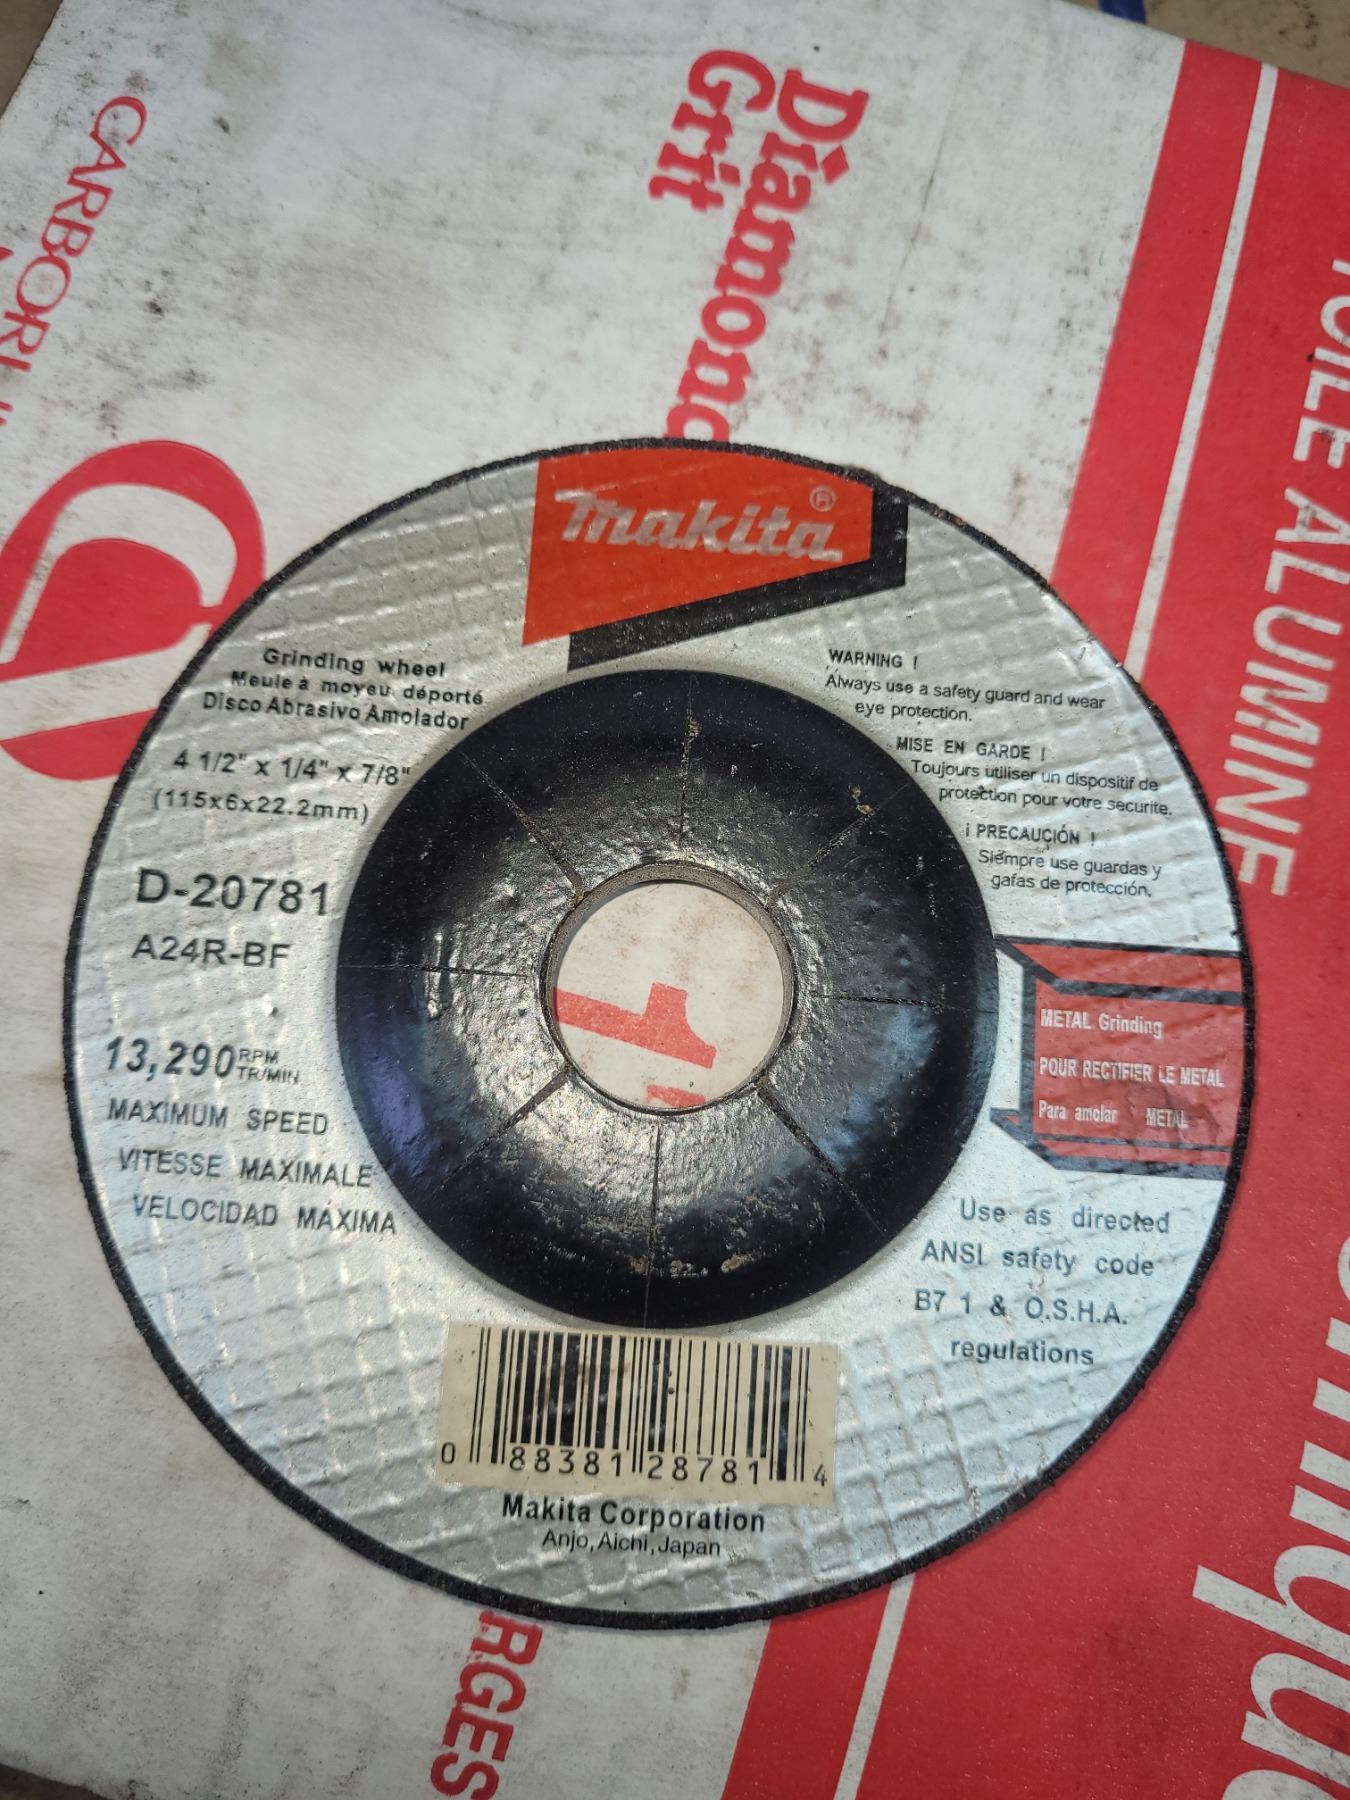 CARBORU
Diamond
Grit
TOILE ALUMINE
Makita®
Grinding wheel
Meule à moyeu déporté
Disco Abrasivo Amolador
4 1/2" x 1/4" x 7/8"
(115x6x22.2mm)
D-20781
A24R-BF
13,290 RPM
TR/MIN
MAXIMUM SPEED
VITESSE MAXIMALE
VELOCIDAD MÁXIMA
WARNING !
Always use a safety guard and wear
eye protection.
MISE EN GARDE !
Toujours utiliser un dispositif de
protection pour votre securite.
¡ PRECAUCIÓN !
Siémpre use guardas y
gafas de protección.
METAL Grinding
POUR RECTIFIER LE METAL
Para amolar METAL
Use as directed
ANSI safety code
B7 1 & O.S.H.A.
regulations
0 88381 28781 4
Makita Corporation
Anjo, Aichi, Japan
1"
RGES